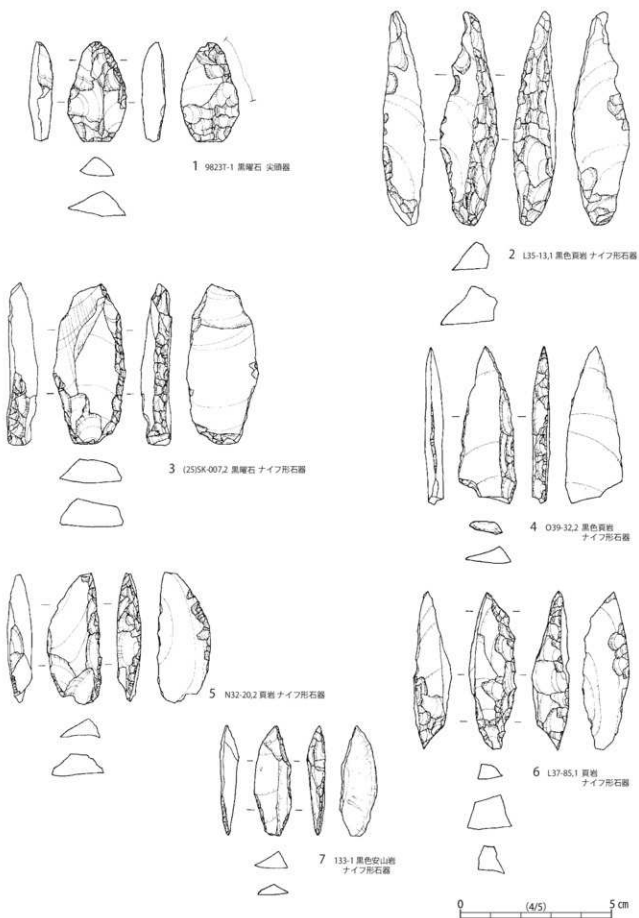 1 9823T-1 黒曜石 尖頭器
2 L35-13,1 黒色頁岩 ナイフ形石器
3 (25)SK-007,2 黒曜石 ナイフ形石器
4 O39-32,2 黒色頁岩
ナイフ形石器
5 N32-20,2 頁岩 ナイフ形石器
6 L37-85,1 頁岩
ナイフ形石器
7 133-1 黒色安山岩
ナイフ形石器
0 (4/5) 5 cm